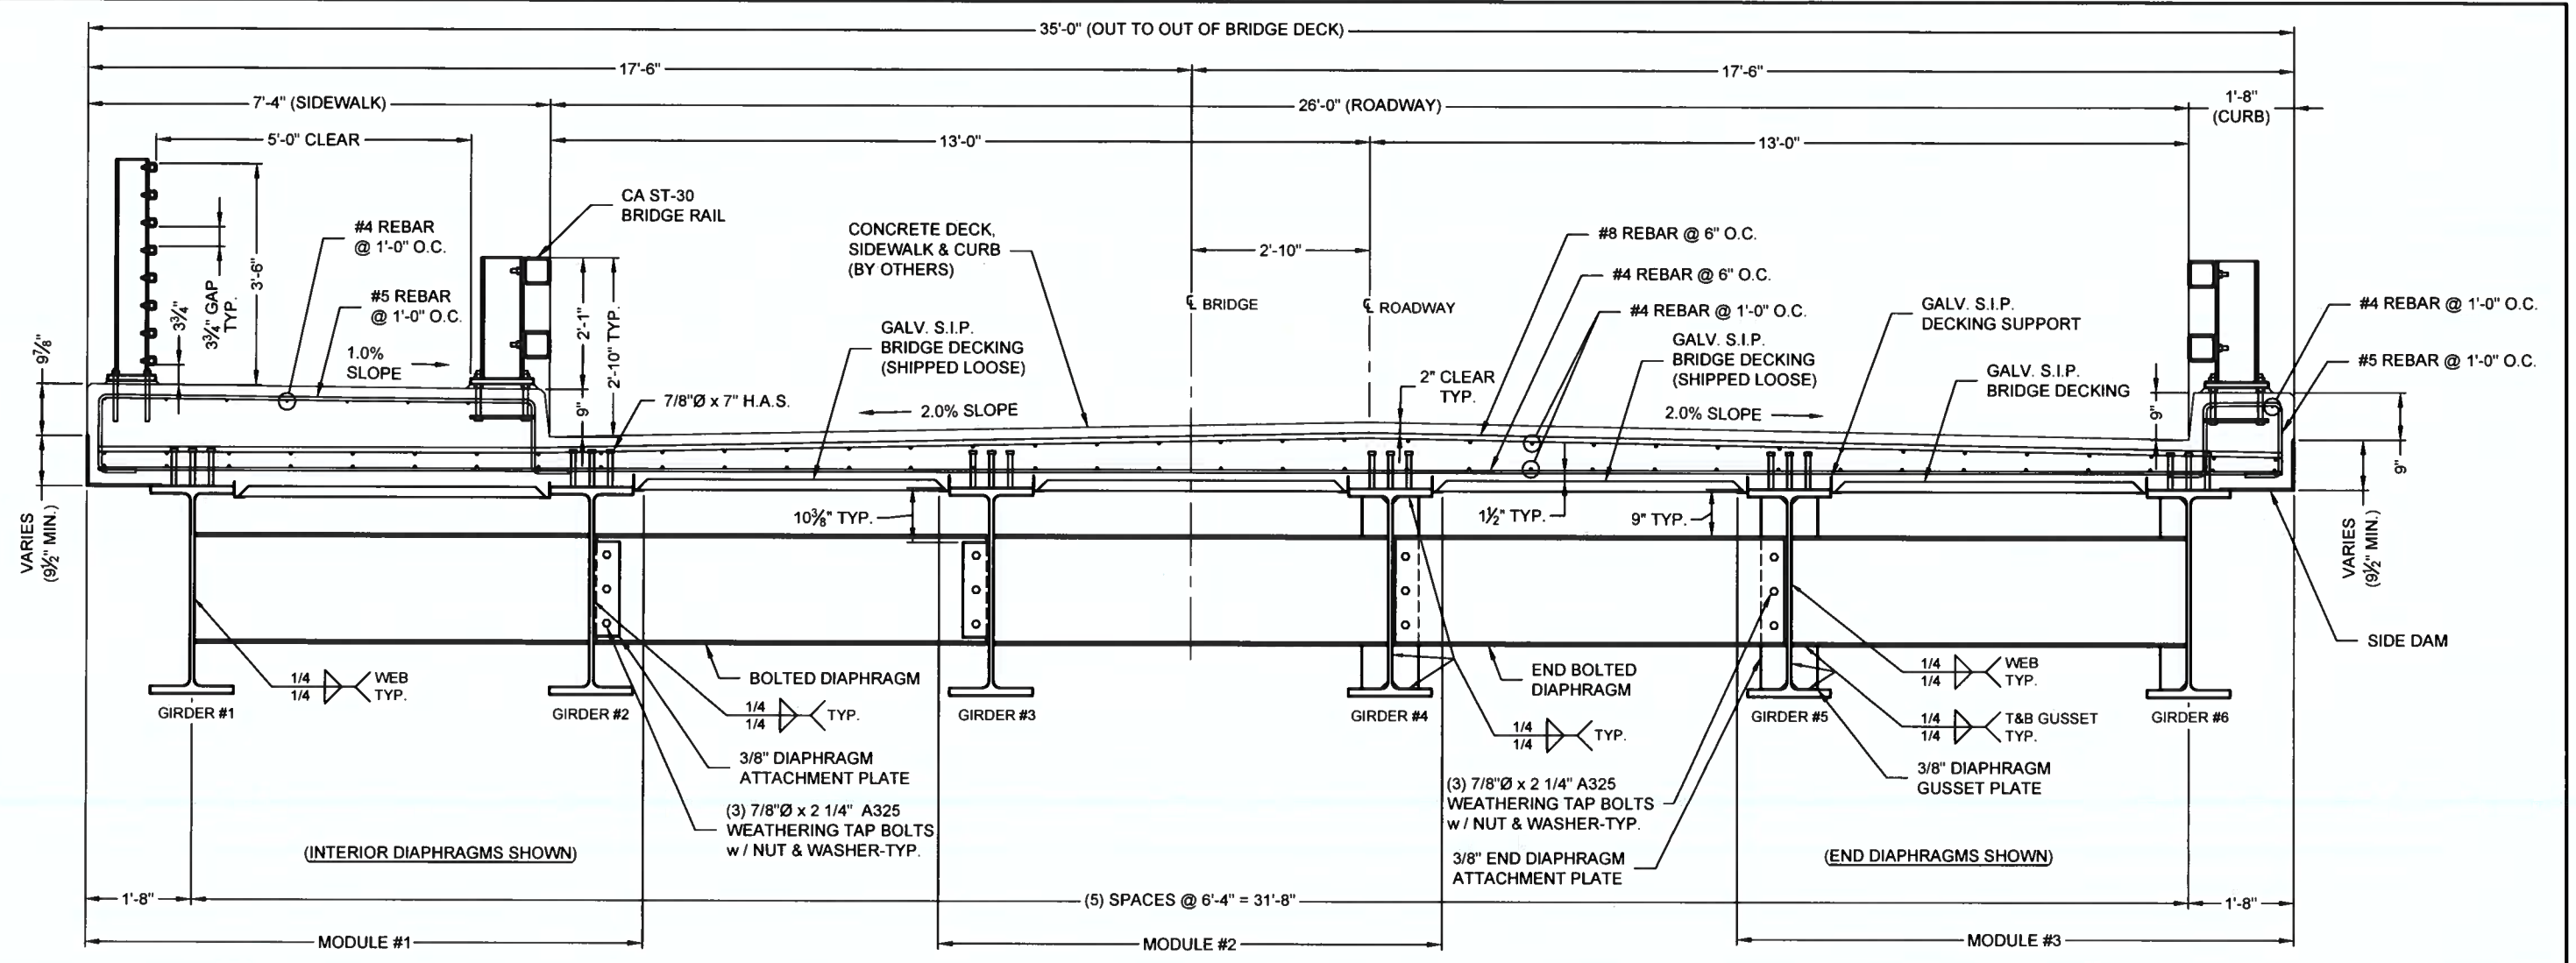 35'-0" (OUT TO OUT OF BRIDGE DECK)
17'-6"
17'-6"
7'-4" (SIDEWALK)
26'-0" (ROADWAY)
1'-8"
(CURB)
5'-0" CLEAR
13'-0"
13'-0"
CA ST-30
BRIDGE RAIL
#4 REBAR
@ 1'-0" O.C.
#5 REBAR
@ 1'-0" O.C.
3'-6"
3¾" GAP
TYP.
3¾"
1.0%
SLOPE
9⅞"
2'-1"
2'-10" TYP.
9"
CONCRETE DECK,
SIDEWALK & CURB
(BY OTHERS)
2'-10"
℄ BRIDGE
℄ ROADWAY
#8 REBAR @ 6" O.C.
#4 REBAR @ 6" O.C.
#4 REBAR @ 1'-0" O.C.
GALV. S.I.P.
DECKING SUPPORT
#4 REBAR @ 1'-0" O.C.
#5 REBAR @ 1'-0" O.C.
GALV. S.I.P.
BRIDGE DECKING
(SHIPPED LOOSE)
GALV. S.I.P.
BRIDGE DECKING
(SHIPPED LOOSE)
GALV. S.I.P.
BRIDGE DECKING
2" CLEAR
TYP.
7/8"Ø x 7" H.A.S.
2.0% SLOPE
2.0% SLOPE
9"
9"
VARIES
(9½" MIN.)
10⅜" TYP.
1½" TYP.
9" TYP.
VARIES
(9½" MIN.)
SIDE DAM
1/4
1/4
WEB
TYP.
BOLTED DIAPHRAGM
END BOLTED
DIAPHRAGM
1/4
1/4
WEB
TYP.
GIRDER #1
GIRDER #2
GIRDER #3
GIRDER #4
GIRDER #5
GIRDER #6
1/4
1/4
TYP.
1/4
1/4
TYP.
1/4
1/4
T&B GUSSET
TYP.
3/8" DIAPHRAGM
ATTACHMENT PLATE
3/8" DIAPHRAGM
GUSSET PLATE
(3) 7/8"Ø x 2 1/4" A325
WEATHERING TAP BOLTS
w / NUT & WASHER-TYP.
(3) 7/8"Ø x 2 1/4" A325
WEATHERING TAP BOLTS
w / NUT & WASHER-TYP.
3/8" END DIAPHRAGM
ATTACHMENT PLATE
(INTERIOR DIAPHRAGMS SHOWN)
(END DIAPHRAGMS SHOWN)
1'-8"
(5) SPACES @ 6'-4" = 31'-8"
1'-8"
MODULE #1
MODULE #2
MODULE #3